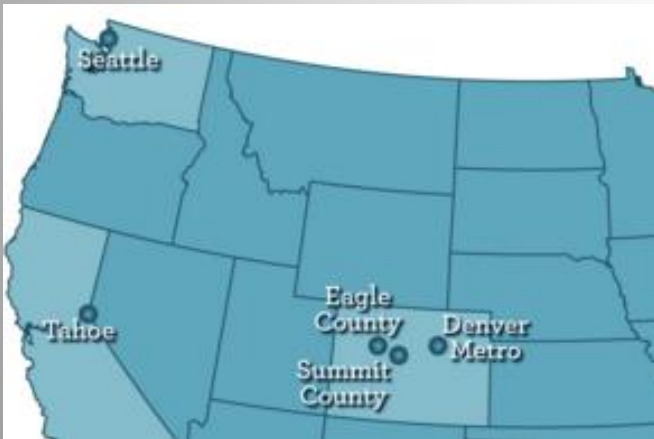 Seattle
Tahoe
Eagle
County
Denver
Metro
Summit
County